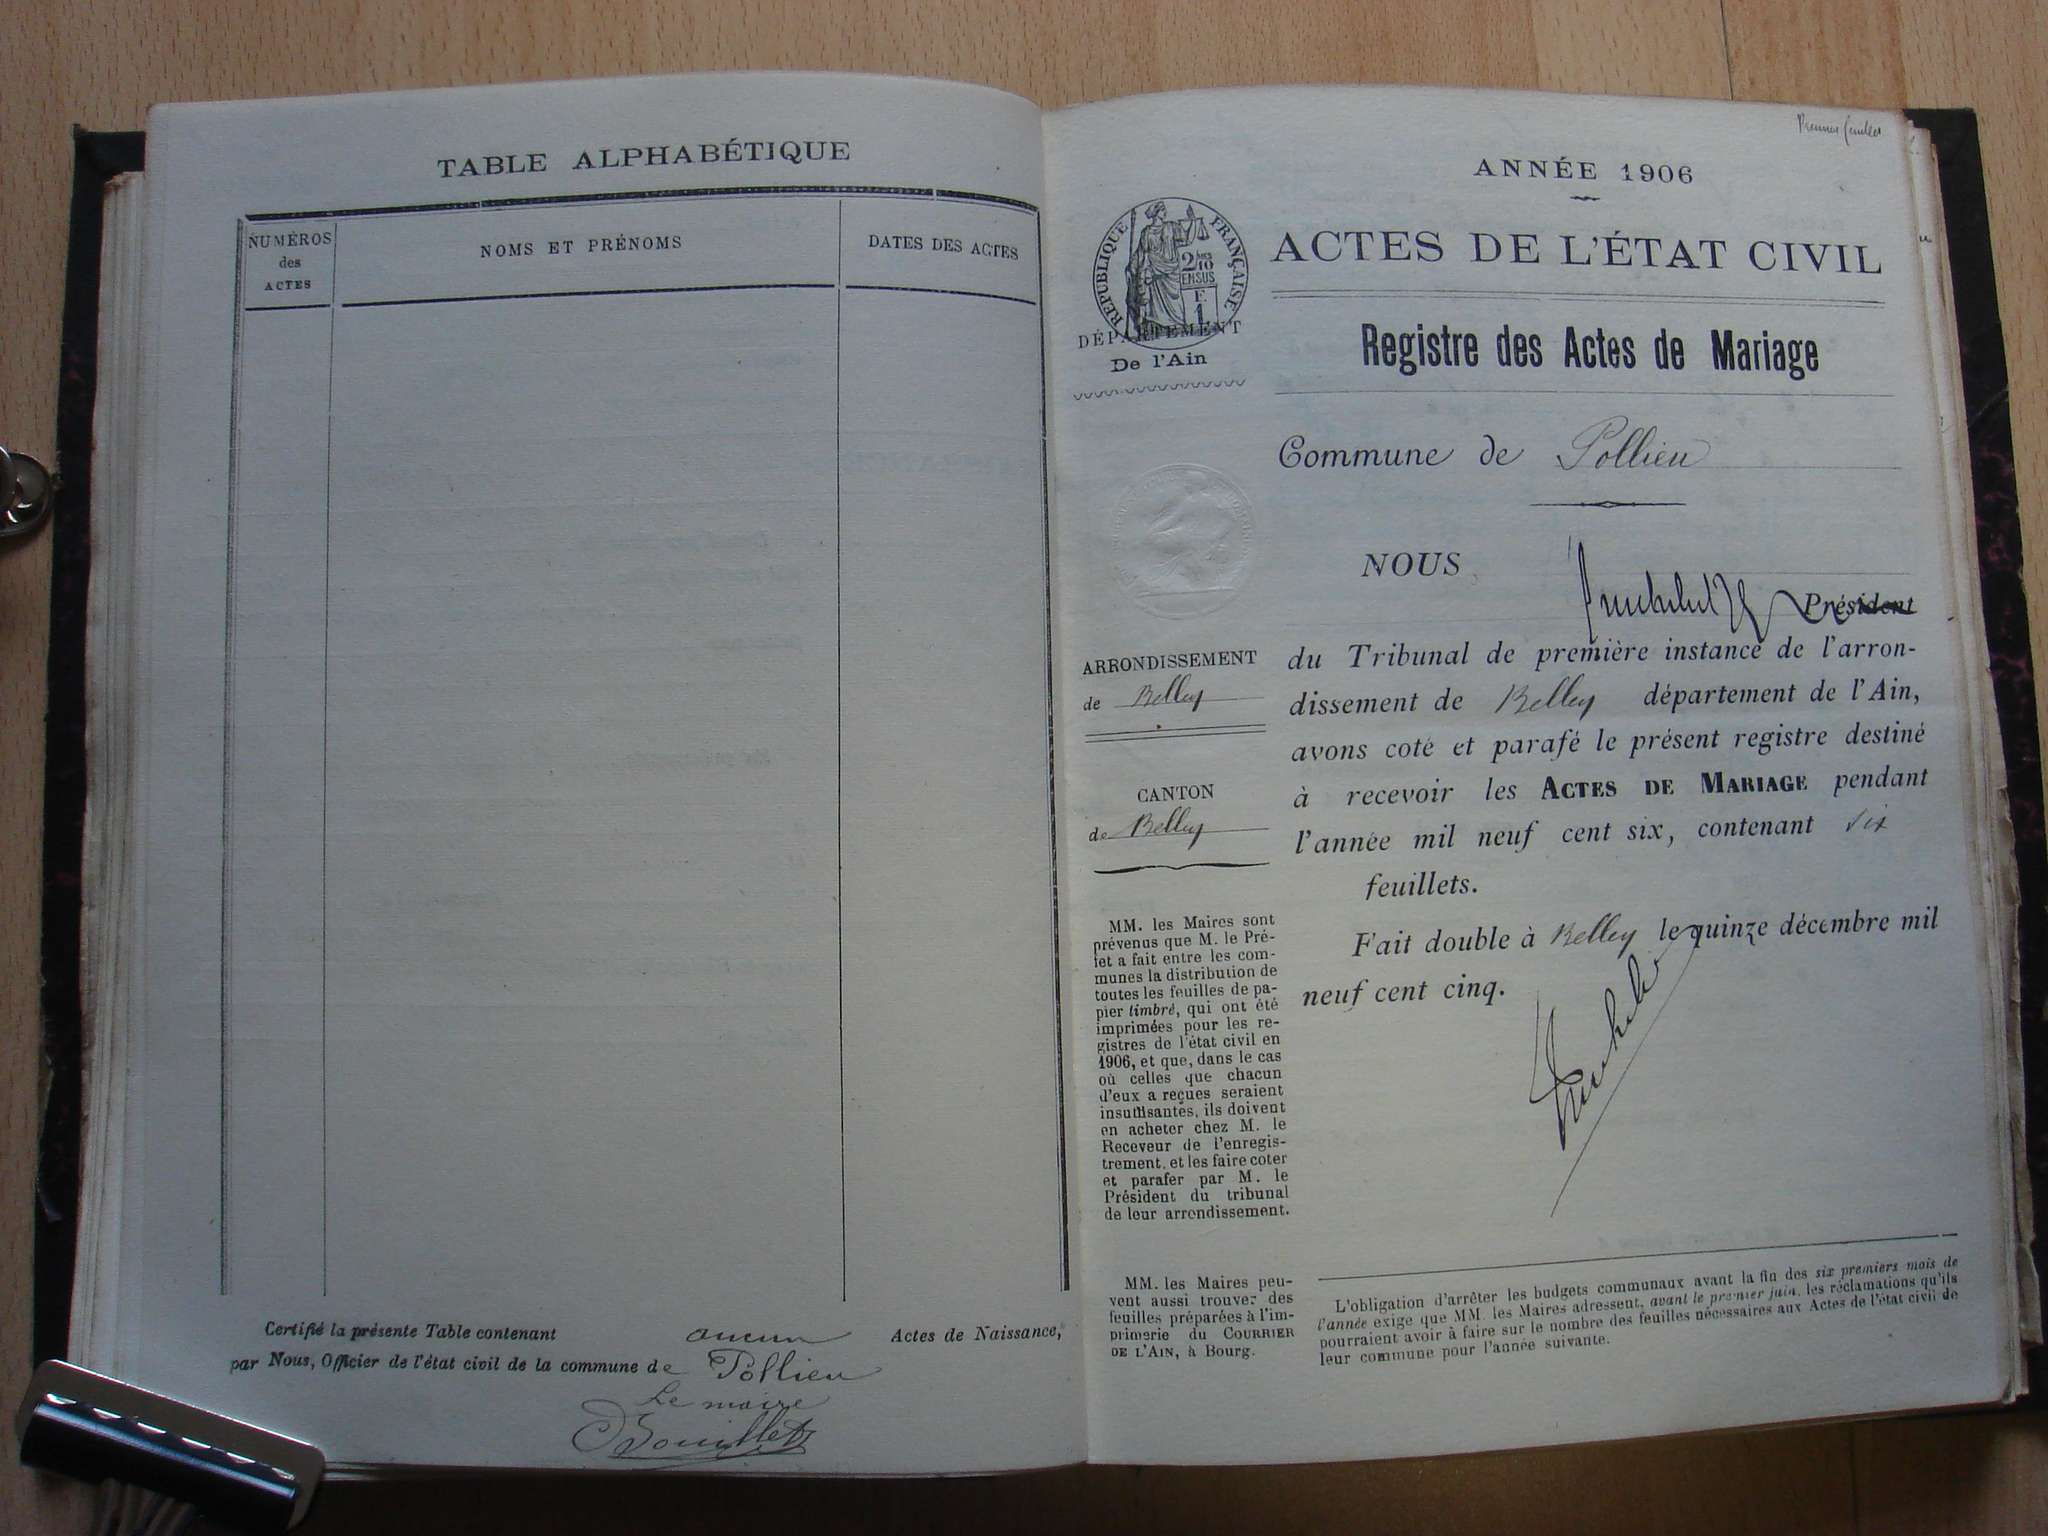 TABLE ALPHABÉTIQUE
NUMÉROS
des
ACTES
NOMS ET PRÉNOMS
DATES DES ACTES
Certifié la présente Table contenant aucun Actes de Naissance,
par Nous, Officier de l'état civil de la commune de Pollieu
Le maire
Premier feuillet
ANNÉE 1906
RÉPUBLIQUE FRANÇAISE
2/10
EN SUS
F
1
DÉPARTEMENT
De l'Ain
ACTES DE L'ÉTAT CIVIL
Registre des Actes de Mariage
Commune de Pollieu
NOUS
Président
ARRONDISSEMENT
de Belley
CANTON
de Belley
du Tribunal de première instance de l'arron-
dissement de Belley département de l'Ain,
avons coté et parafé le présent registre destiné
à recevoir les ACTES DE MARIAGE pendant
l'année mil neuf cent six, contenant six
feuillets.
Fait double à Belley le quinze décembre mil
neuf cent cinq.
MM. les Maires sont
prévenus que M. le Pré-
fet a fait entre les com-
munes la distribution de
toutes les feuilles de pa-
pier timbré, qui ont été
imprimées pour les re-
gistres de l'état civil en
1906, et que, dans le cas
où celles que chacun
d'eux a reçues seraient
insuffisantes, ils doivent
en acheter chez M. le
Receveur de l'enregis-
trement, et les faire coter
et parafer par M. le
Président du tribunal
de leur arrondissement.
MM. les Maires peu-
vent aussi trouver des
feuilles préparées à l'im-
primerie du COURRIER
DE L'AIN, à Bourg.
L'obligation d'arrêter les budgets communaux avant la fin des six premiers mois de
l'année exige que MM. les Maires adressent, avant le premier juin, les réclamations qu'ils
pourraient avoir à faire sur le nombre des feuilles nécessaires aux Actes de l'état civil de
leur commune pour l'année suivante.